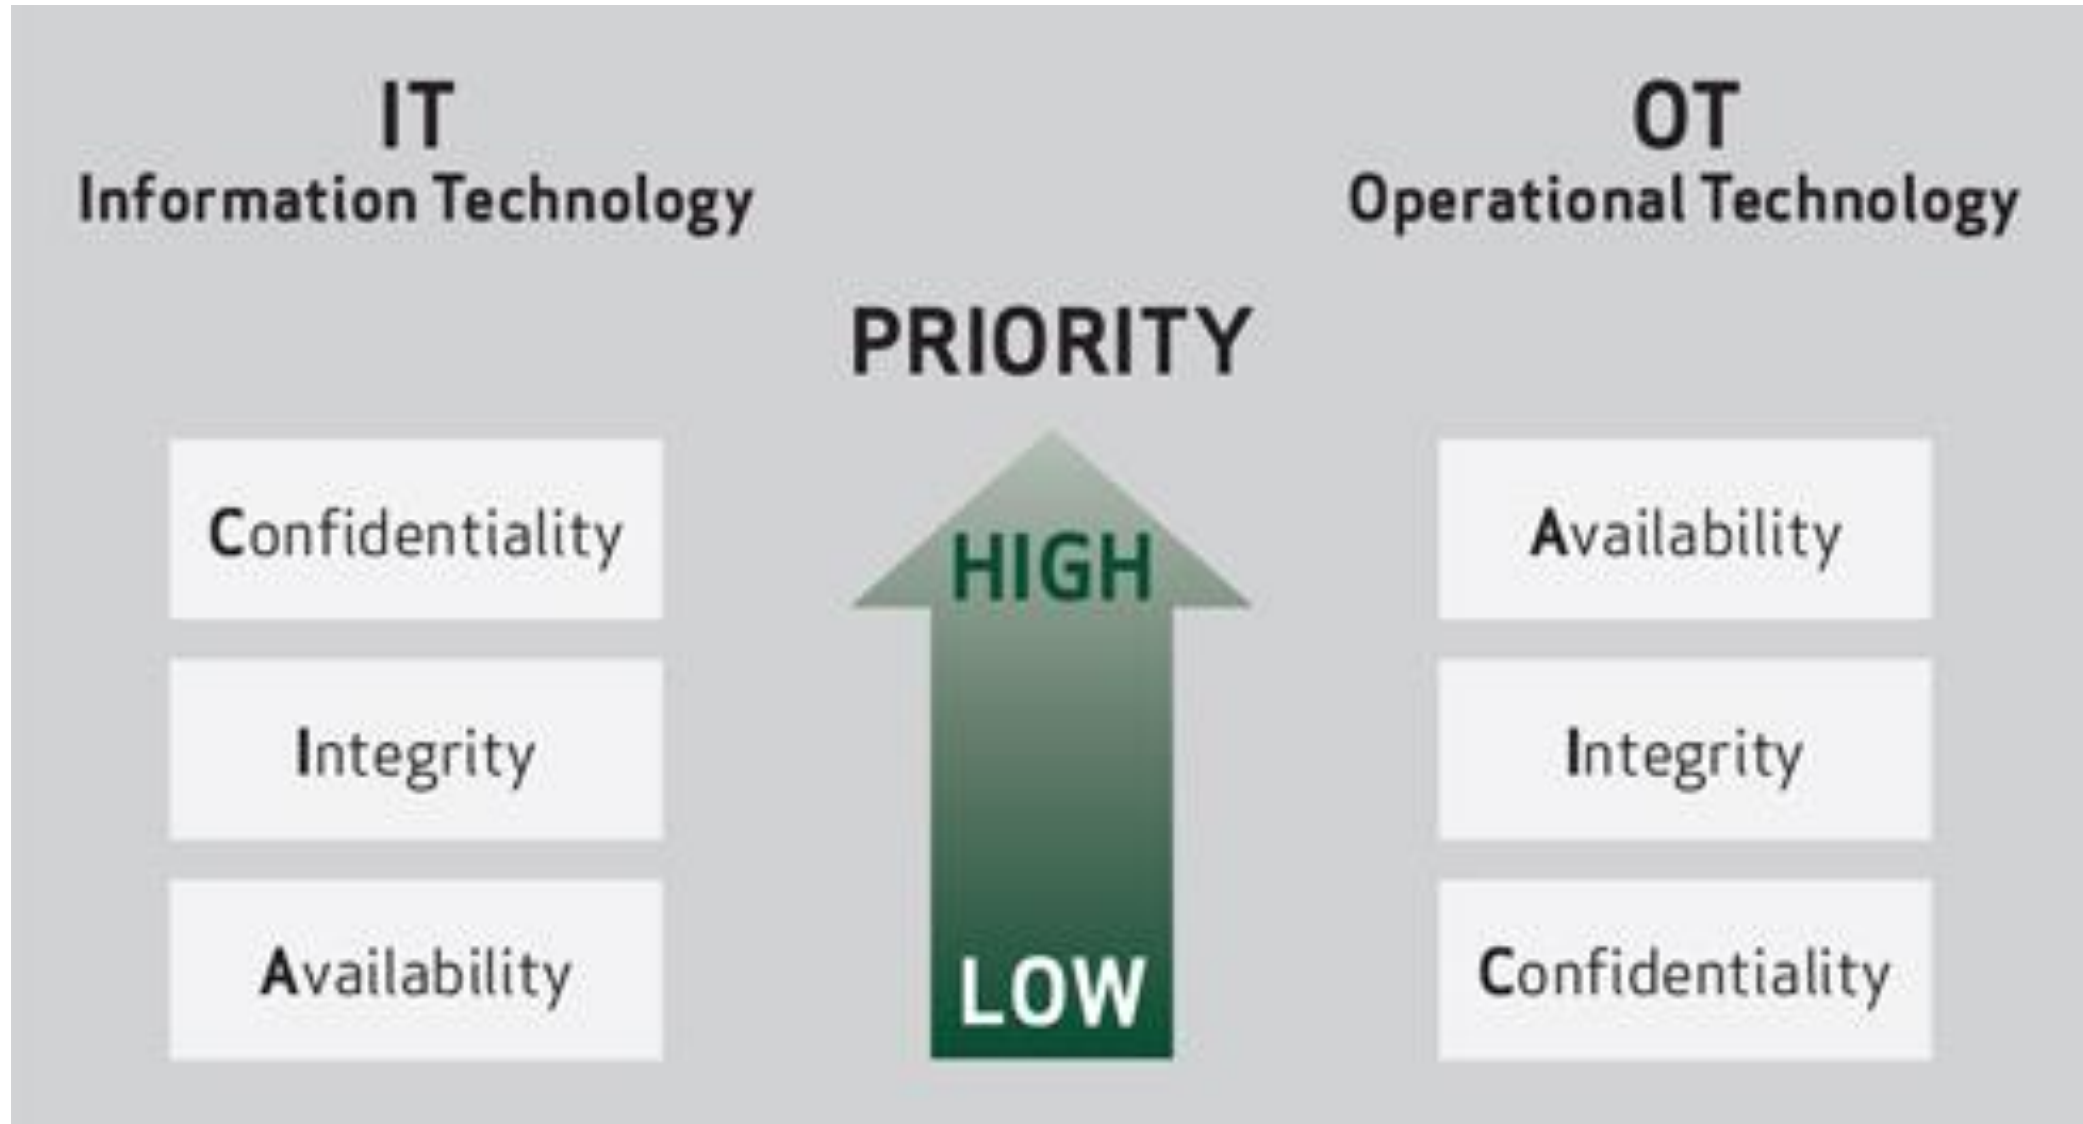 IT
Information Technology
OT
Operational Technology
PRIORITY
Confidentiality
Integrity
Availability
HIGH
LOW
Availability
Integrity
Confidentiality